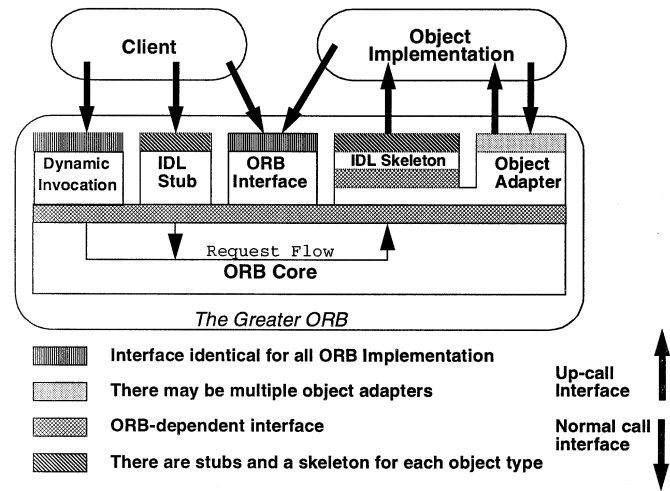 Client
Object
Implementation
Dynamic
Invocation
IDL
Stub
ORB
Interface
IDL Skeleton
Object
Adapter
Request Flow
ORB Core
The Greater ORB
Interface identical for all ORB Implementation
There may be multiple object adapters
ORB-dependent interface
There are stubs and a skeleton for each object type
Up-call
Interface
Normal call
interface